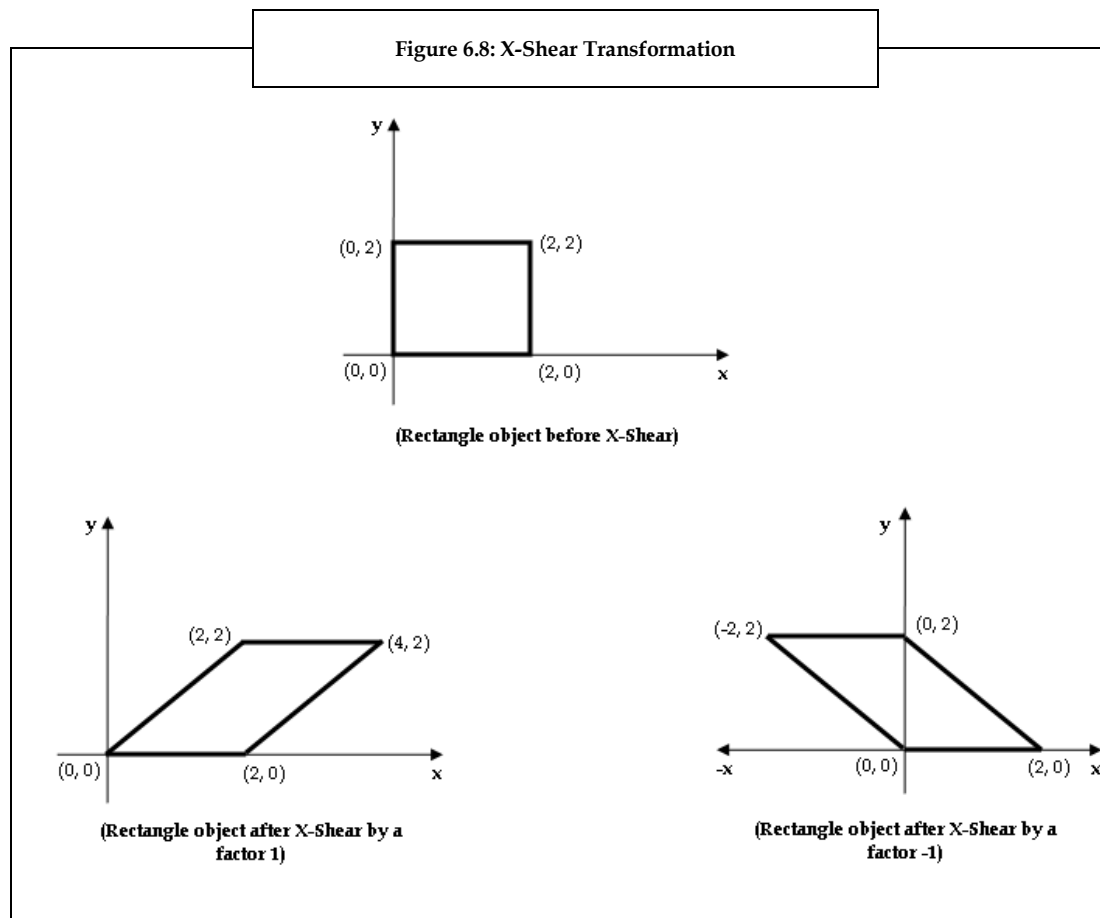 Figure 6.8: X-Shear Transformation
y
(0, 2)
(2, 2)
(0, 0)
(2, 0)
x
(Rectangle object before X-Shear)
y
(2, 2)
(4, 2)
(0, 0)
(2, 0)
x
(Rectangle object after X-Shear by a
factor 1)
y
(-2, 2)
(0, 2)
-x
(0, 0)
(2, 0)
x
(Rectangle object after X-Shear by a
factor -1)